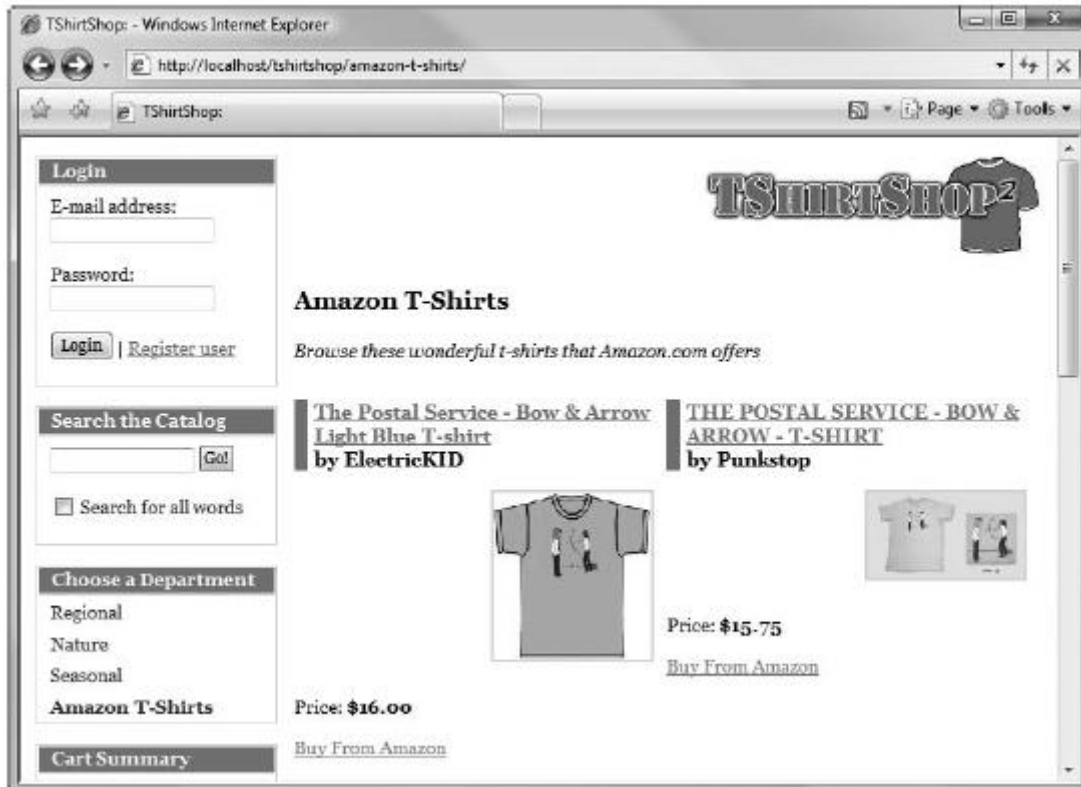 TShirtShop: - Windows Internet Explorer
http://localhost/tshirtshop/amazon-t-shirts/
TShirtShop:
Page
Tools
Login
E-mail address:
Password:
Login | Register user
Search the Catalog
Go!
Search for all words
Choose a Department
Regional
Nature
Seasonal
Amazon T-Shirts
Cart Summary
TShirtShop²
Amazon T-Shirts
Browse these wonderful t-shirts that Amazon.com offers
The Postal Service - Bow & Arrow
Light Blue T-shirt
by ElectricKID
Price: $16.00
Buy From Amazon
THE POSTAL SERVICE - BOW &
ARROW - T-SHIRT
by Punkstop
Price: $15.75
Buy From Amazon